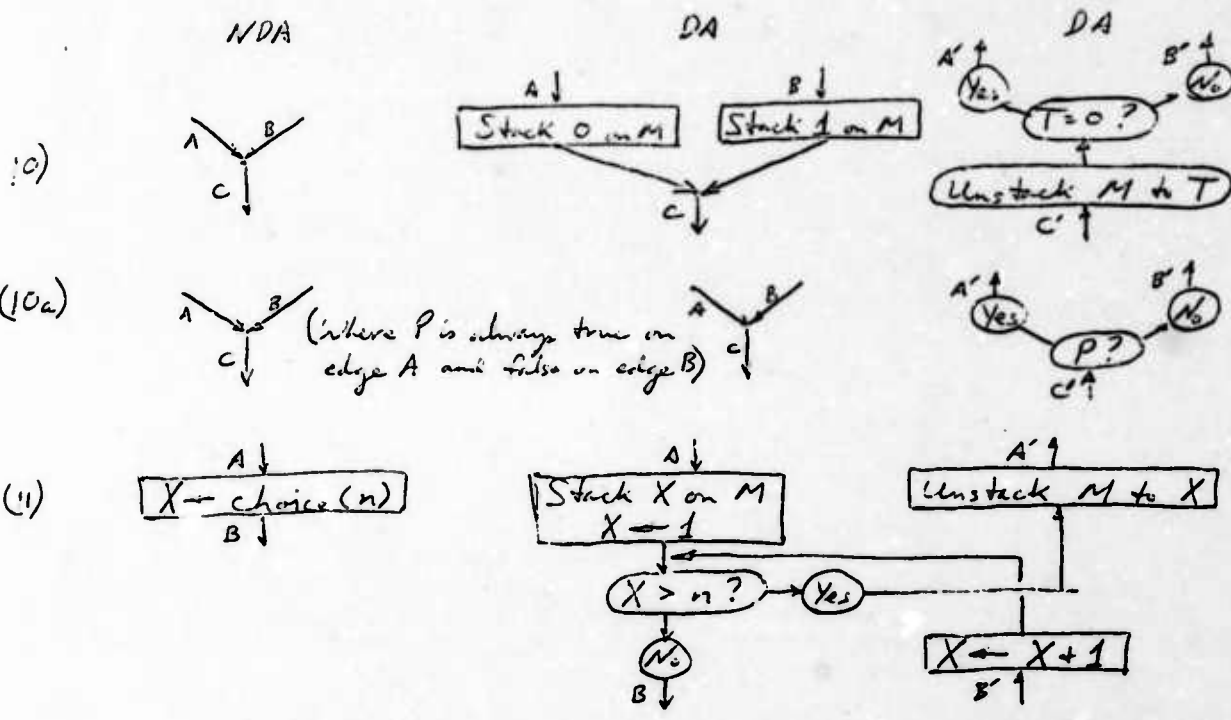 NDA DA DA
A B A' B'
Yes No
Stack 0 on M Stack 1 on M T=0?
10) A B
C C Unstack M to T
C'
(10a) A B (where P is always true on A B A' B'
Yes No
C edge A and false on edge B) C P?
C'
A A A'
(11) X ← choice(n) Stack X on M Unstack M to X
B X ← 1
X > n? Yes
No X ← X + 1
B B'